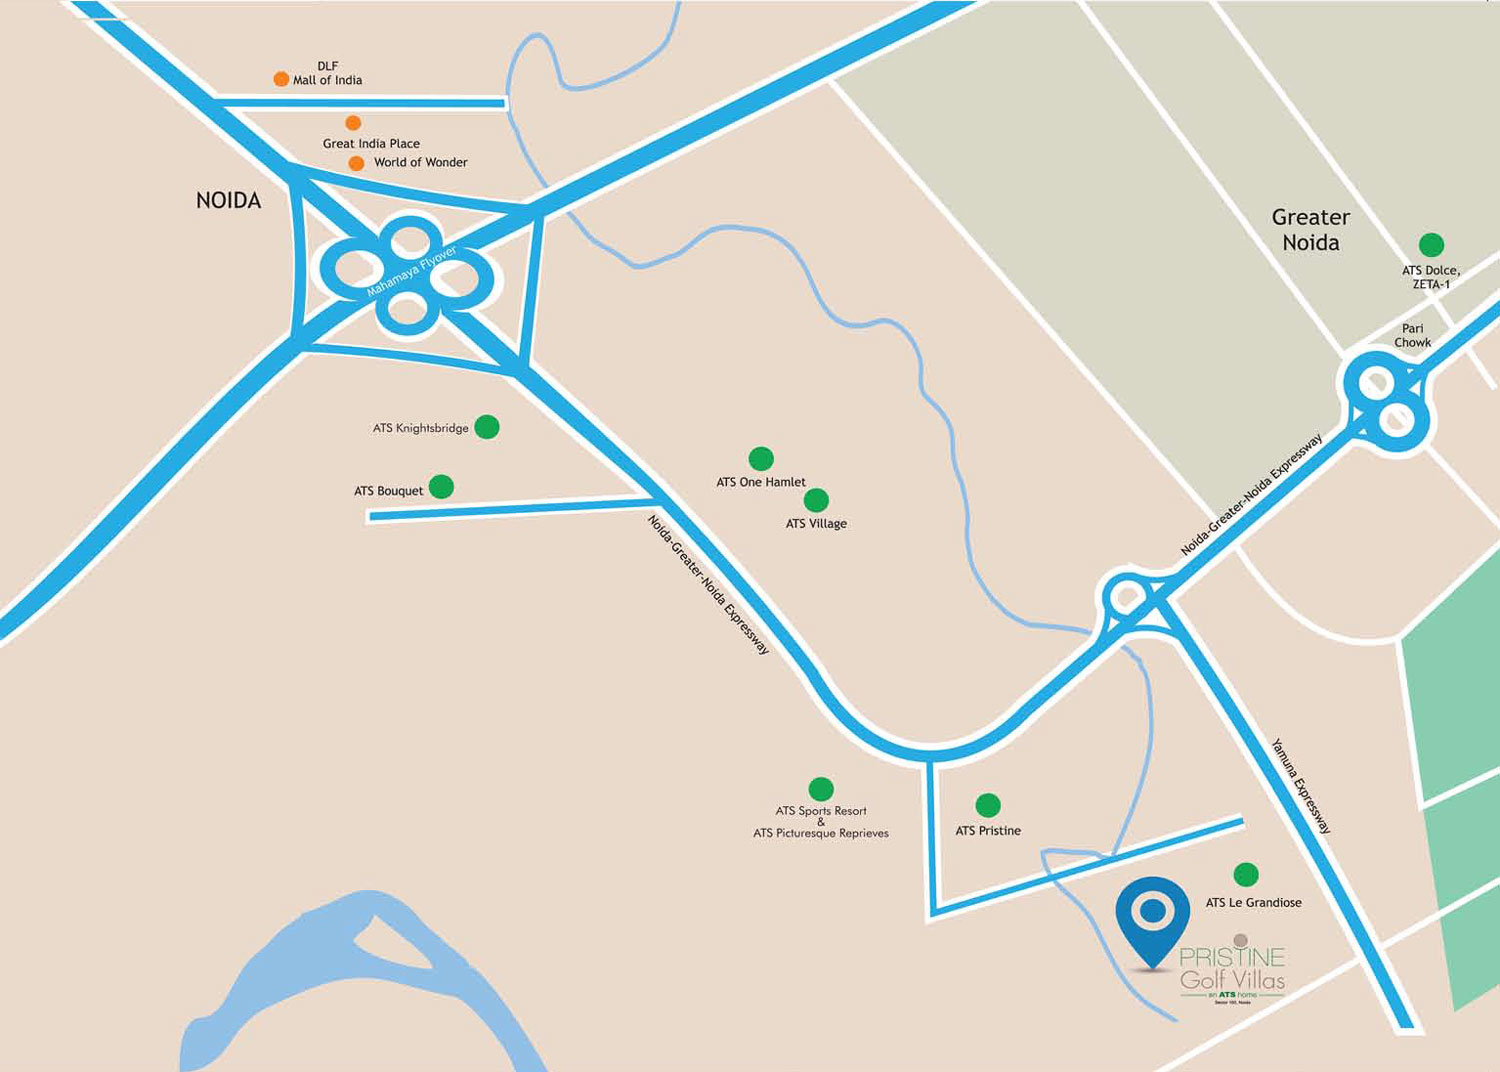 DLF
Mall of India
Great India Place
World of Wonder
NOIDA
Mahamaya Flyover
Greater
Noida
ATS Dolce,
ZETA-1
Pari
Chowk
ATS Knightsbridge
ATS Bouquet
ATS One Hamlet
ATS Village
Noida-Greater-Noida Expressway
Noida-Greater-Noida Expressway
Yamuna Expressway
ATS Sports Resort
&
ATS Picturesque Reprieves
ATS Pristine
ATS Le Grandiose
PRISTINE
Golf Villas
an ATS home